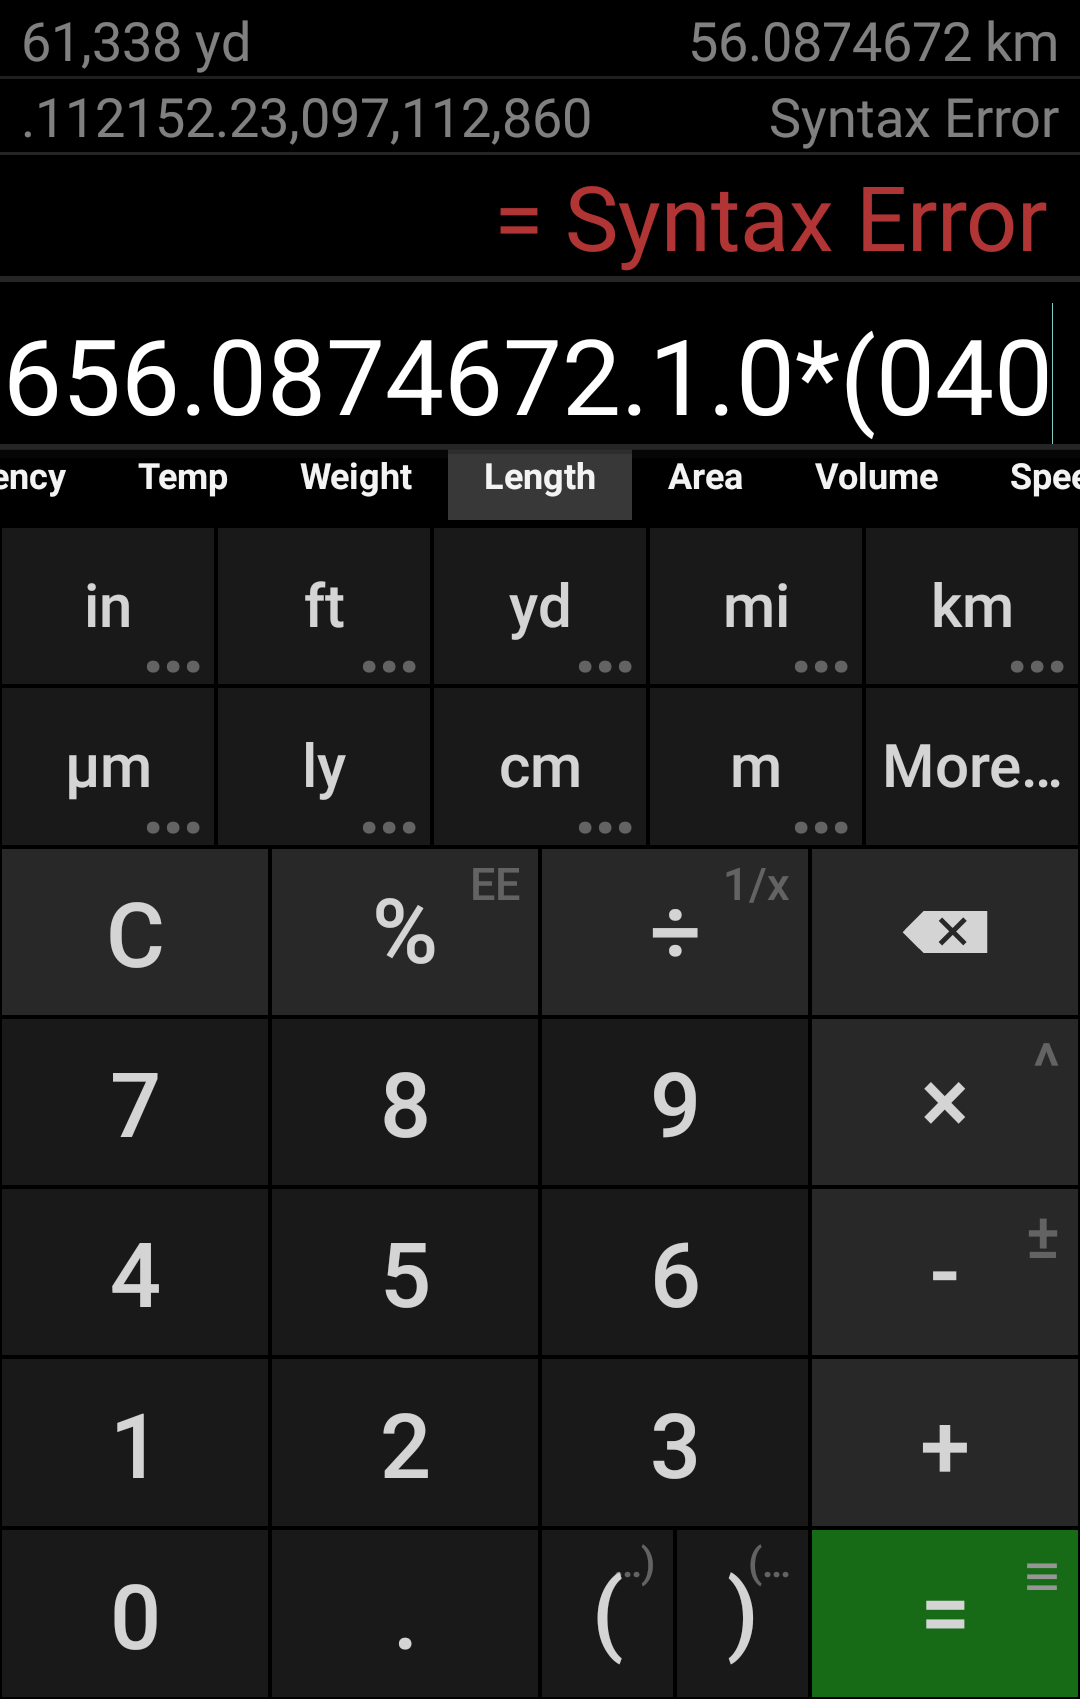 61,338 yd 56.0874672 km
.112152.23,097,112,860 Syntax Error
= Syntax Error
656.0874672.1.0*(040
ency Temp Weight Length Area Volume Spee
in ft yd mi km
µm ly cm m More...
C % EE ÷ 1/x
7 8 9 × ^
4 5 6 - ±
1 2 3 +
0 . ( ..) ) (... =